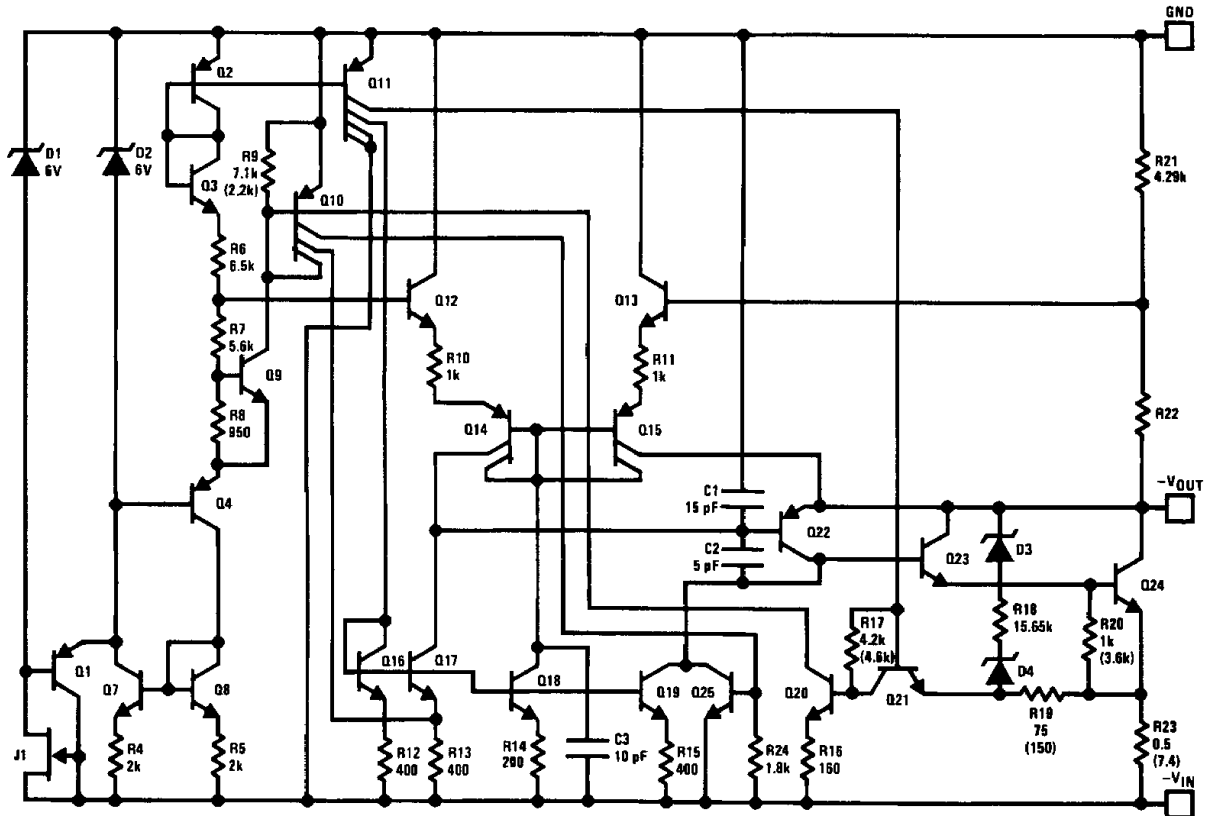 GND
Q2
Q11
D1
6V
D2
6V
R9
7.1k
(2.2k)
R21
4.29k
Q3
Q10
R6
6.5k
Q12
Q13
R7
5.6k
Q9
R10
1k
R11
1k
R8
950
Q14
Q15
R22
Q4
C1
15 pF
-VOUT
Q22
C2
5 pF
Q23
D3
Q24
R17
4.2k
(4.6k)
R18
15.65k
R20
1k
(3.6k)
Q1
Q7
Q8
Q16
Q17
Q18
Q19
Q25
Q20
Q21
D4
R19
75
(150)
J1
R4
2k
R5
2k
R12
400
R13
400
R14
200
C3
10 pF
R15
400
R24
1.8k
R16
160
R23
0.5
(7.4)
-VIN